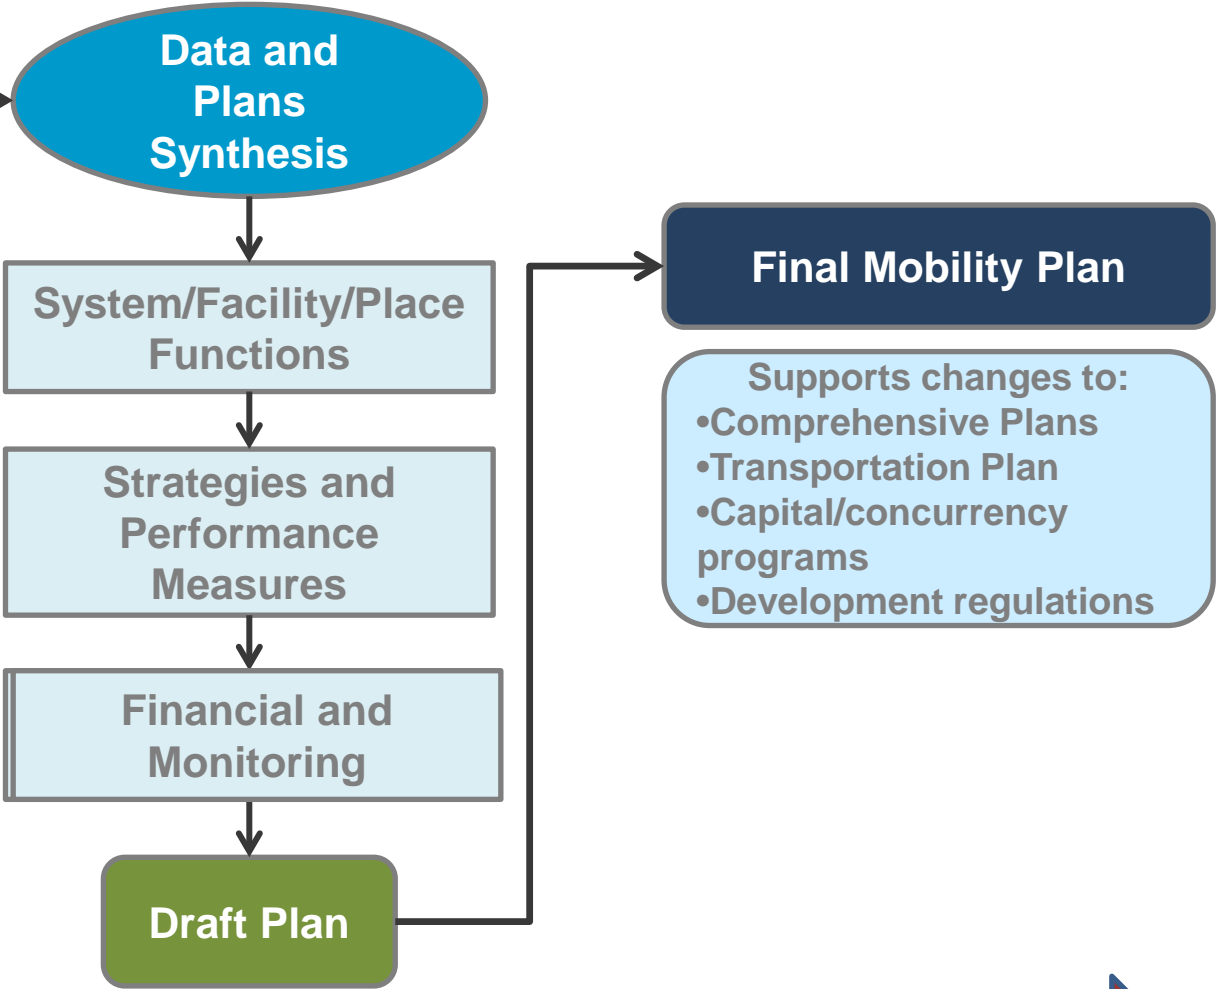 Data and
Plans
Synthesis
System/Facility/Place
Functions
Strategies and
Performance
Measures
Financial and
Monitoring
Draft Plan
Final Mobility Plan
Supports changes to:
•Comprehensive Plans
•Transportation Plan
•Capital/concurrency
programs
•Development regulations